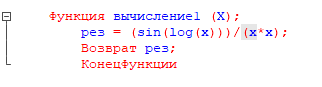 функция вычисление1 (X);
рез = (sin(log(x)))/(x*x);
Возврат рез;
Конецфункции